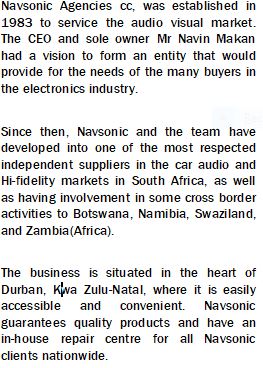 Navsonic Agencies cc, was established in
1983 to service the audio visual market.
The CEO and sole owner Mr Navin Makan
had a vision to form an entity that would
provide for the needs of the many buyers in
the electronics industry.
Since then, Navsonic and the team have
developed into one of the most respected
independent suppliers in the car audio and
Hi-fidelity markets in South Africa, as well
as having involvement in some cross border
activities to Botswana, Namibia, Swaziland,
and Zambia(Africa).
The business is situated in the heart of
Durban, Kwa Zulu-Natal, where it is easily
accessible and convenient. Navsonic
guarantees quality products and have an
in-house repair centre for all Navsonic
clients nationwide.